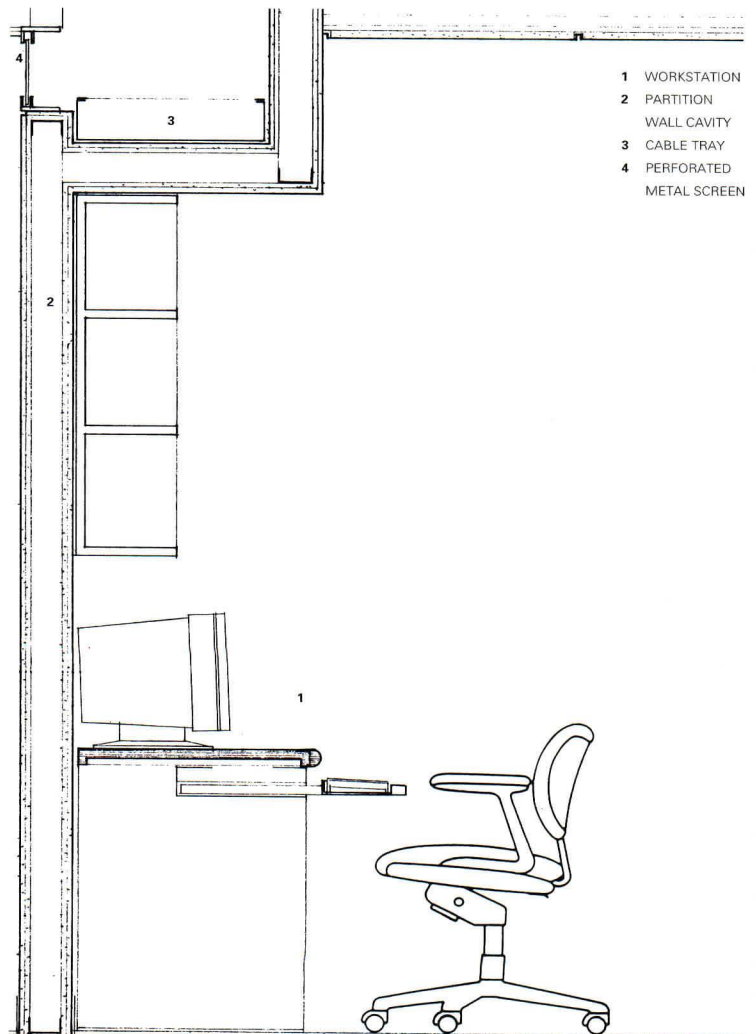 4
3
1 WORKSTATION
2 PARTITION
WALL CAVITY
3 CABLE TRAY
4 PERFORATED
METAL SCREEN
2
1